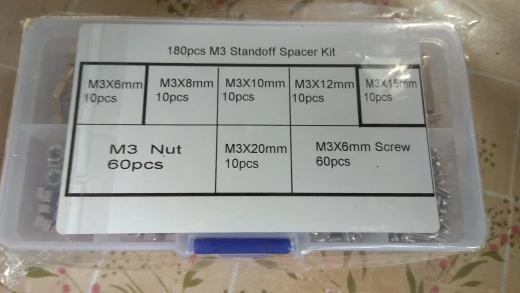 180pcs M3 Standoff Spacer Kit
M3X6mm
10pcs
M3X8mm
10pcs
M3X10mm
10pcs
M3X12mm
10pcs
M3X15mm
10pcs
M3 Nut
60pcs
M3X20mm
10pcs
M3X6mm Screw
60pcs